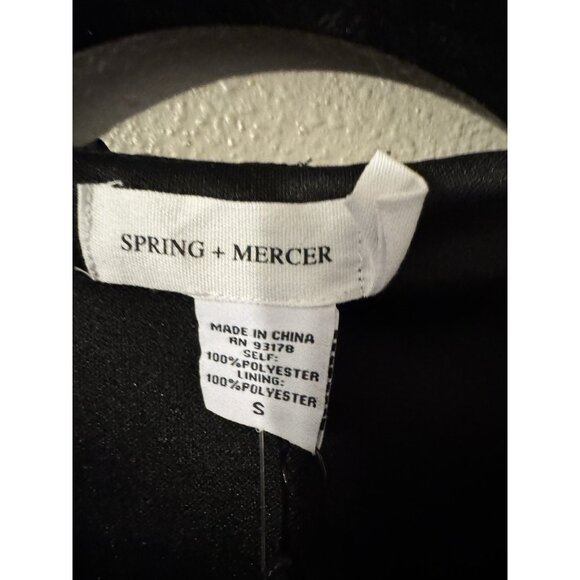 SPRING + MERCER
MADE IN CHINA
RN 93178
SELF:
100%POLYESTER
LINING:
100%POLYESTER
S